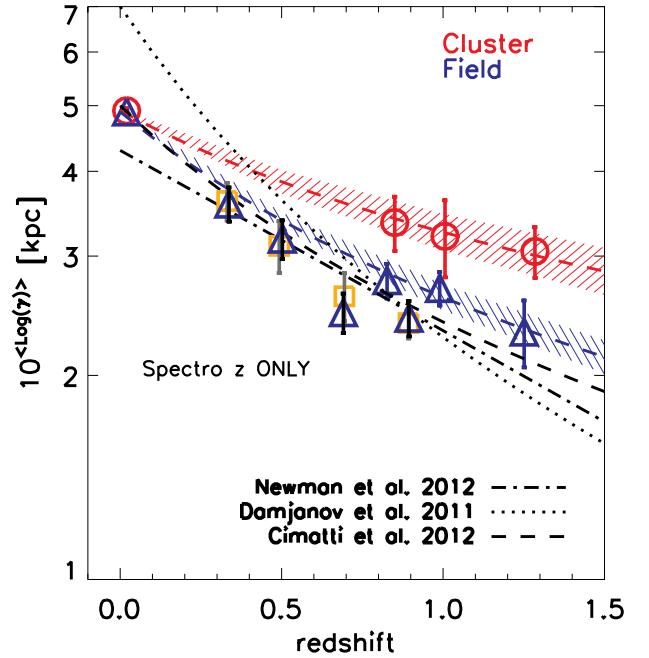 7
6
5
4
3
2
1
10^{<Log(γ)>} [kpc]
Cluster
Field
Spectro z ONLY
Newman et al. 2012
Damjanov et al. 2011
Cimatti et al. 2012
0.0 0.5 1.0 1.5
redshift